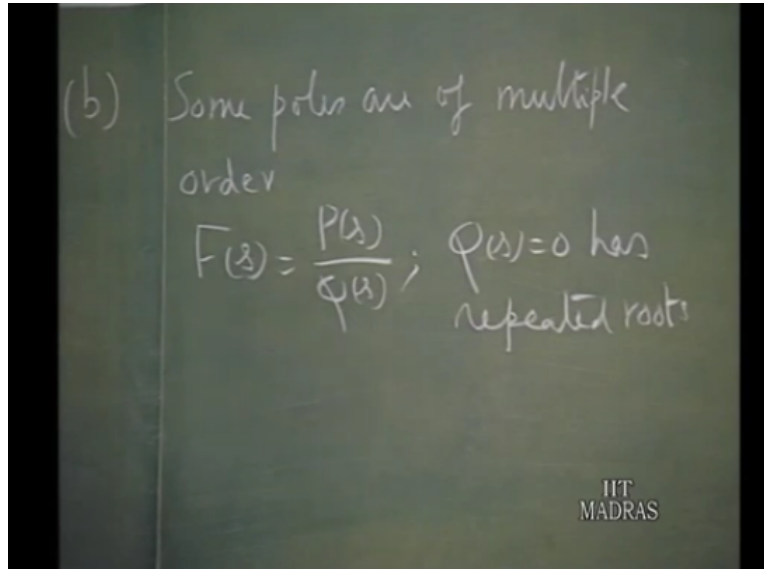 (b) Some poles are of multiple
order
F(s) = P(s)/Q(s) ; Q(s)=0 has
repeated roots
IIT
MADRAS